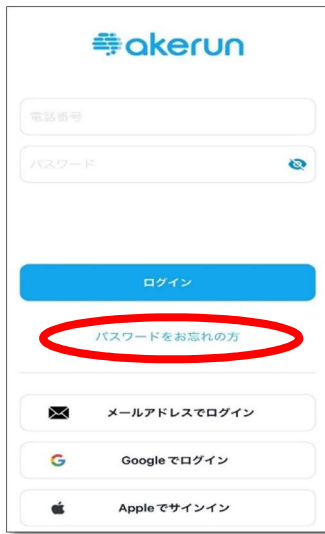 akerun
電話番号
パスワード
ログイン
パスワードをお忘れの方
メールアドレスでログイン
Googleでログイン
Appleでサインイン